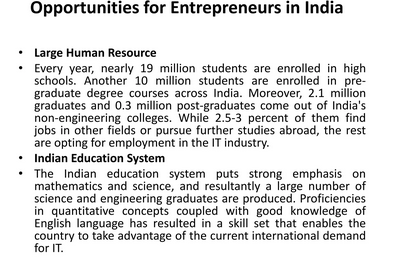 Opportunities for Entrepreneurs in India
• Large Human Resource
• Every year, nearly 19 million students are enrolled in high
schools. Another 10 million students are enrolled in pre-
graduate degree courses across India. Moreover, 2.1 million
graduates and 0.3 million post-graduates come out of India's
non-engineering colleges. While 2.5-3 percent of them find
jobs in other fields or pursue further studies abroad, the rest
are opting for employment in the IT industry.
• Indian Education System
• The Indian education system puts strong emphasis on
mathematics and science, and resultantly a large number of
science and engineering graduates are produced. Proficiencies
in quantitative concepts coupled with good knowledge of
English language has resulted in a skill set that enables the
country to take advantage of the current international demand
for IT.